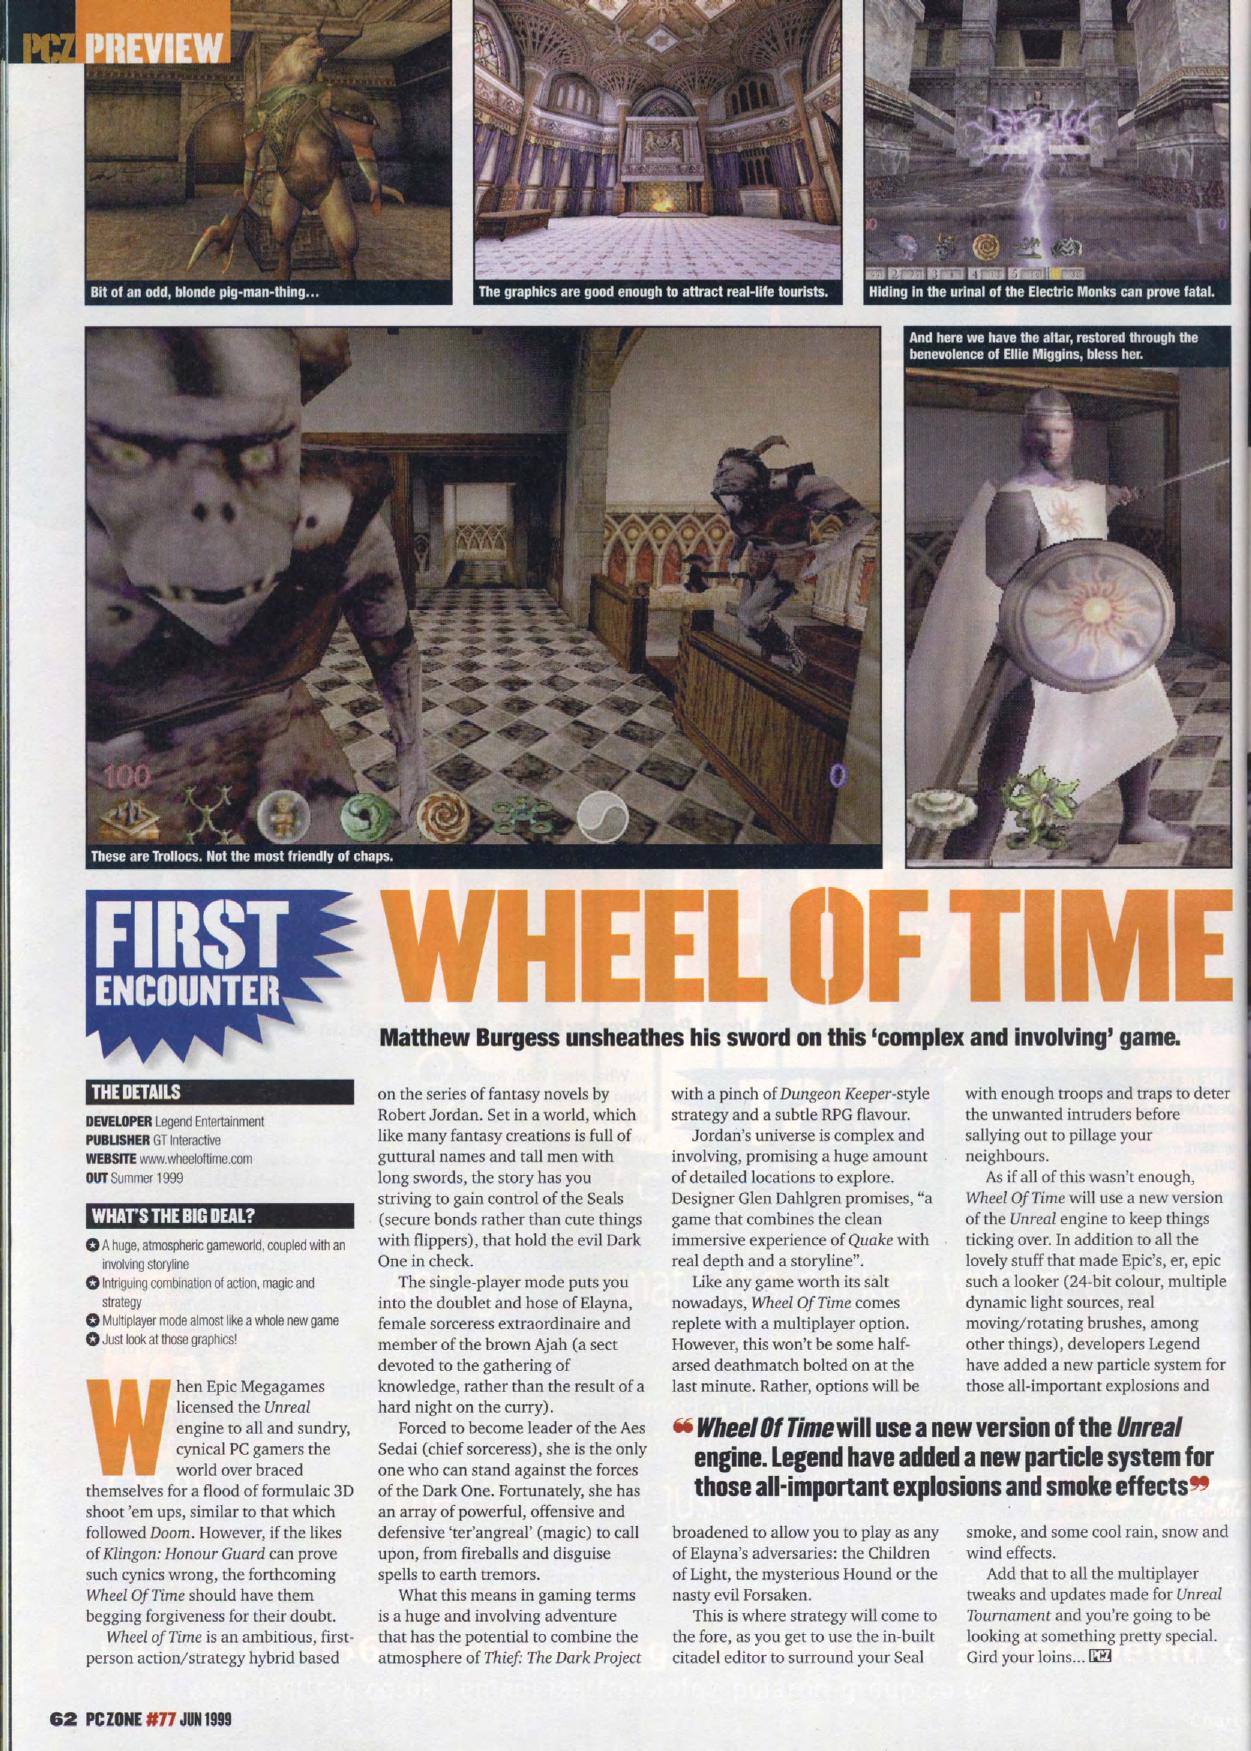 PCZ PREVIEW
Bit of an odd, blonde pig-man-thing...
The graphics are good enough to attract real-life tourists.
Hiding in the urinal of the Electric Monks can prove fatal.
100
0
These are Trollocs. Not the most friendly of chaps.
And here we have the altar, restored through the
benevolence of Ellie Miggins, bless her.
FIRST
ENCOUNTER
WHEEL OF TIME
Matthew Burgess unsheathes his sword on this ‘complex and involving’ game.
THE DETAILS
DEVELOPER Legend Entertainment
PUBLISHER GT Interactive
WEBSITE www.wheeloftime.com
OUT Summer 1999
WHAT'S THE BIG DEAL?
A huge, atmospheric gameworld, coupled with an
involving storyline
Intriguing combination of action, magic and
strategy
Multiplayer mode almost like a whole new game
Just look at those graphics!
When Epic Megagames
licensed the Unreal
engine to all and sundry,
cynical PC gamers the
world over braced
themselves for a flood of formulaic 3D
shoot 'em ups, similar to that which
followed Doom. However, if the likes
of Klingon: Honour Guard can prove
such cynics wrong, the forthcoming
Wheel Of Time should have them
begging forgiveness for their doubt.
Wheel of Time is an ambitious, first-
person action/strategy hybrid based
on the series of fantasy novels by
Robert Jordan. Set in a world, which
like many fantasy creations is full of
guttural names and tall men with
long swords, the story has you
striving to gain control of the Seals
(secure bonds rather than cute things
with flippers), that hold the evil Dark
One in check.
The single-player mode puts you
into the doublet and hose of Elayna,
female sorceress extraordinaire and
member of the brown Ajah (a sect
devoted to the gathering of
knowledge, rather than the result of a
hard night on the curry).
Forced to become leader of the Aes
Sedai (chief sorceress), she is the only
one who can stand against the forces
of the Dark One. Fortunately, she has
an array of powerful, offensive and
defensive ‘ter'angreal’ (magic) to call
upon, from fireballs and disguise
spells to earth tremors.
What this means in gaming terms
is a huge and involving adventure
that has the potential to combine the
atmosphere of Thief: The Dark Project
with a pinch of Dungeon Keeper-style
strategy and a subtle RPG flavour.
Jordan's universe is complex and
involving, promising a huge amount
of detailed locations to explore.
Designer Glen Dahlgren promises, “a
game that combines the clean
immersive experience of Quake with
real depth and a storyline”.
Like any game worth its salt
nowadays, Wheel Of Time comes
replete with a multiplayer option.
However, this won't be some half-
arsed deathmatch bolted on at the
last minute. Rather, options will be
broadened to allow you to play as any
of Elayna's adversaries: the Children
of Light, the mysterious Hound or the
nasty evil Forsaken.
This is where strategy will come to
the fore, as you get to use the in-built
citadel editor to surround your Seal
with enough troops and traps to deter
the unwanted intruders before
sallying out to pillage your
neighbours.
As if all of this wasn't enough,
Wheel Of Time will use a new version
of the Unreal engine to keep things
ticking over. In addition to all the
lovely stuff that made Epic's, er, epic
such a looker (24-bit colour, multiple
dynamic light sources, real
moving/rotating brushes, among
other things), developers Legend
have added a new particle system for
those all-important explosions and
smoke, and some cool rain, snow and
wind effects.
Add that to all the multiplayer
tweaks and updates made for Unreal
Tournament and you're going to be
looking at something pretty special.
Gird your loins... PCZ
“Wheel Of Time will use a new version of the Unreal
engine. Legend have added a new particle system for
those all-important explosions and smoke effects”
62 PC ZONE #77 JUN 1999